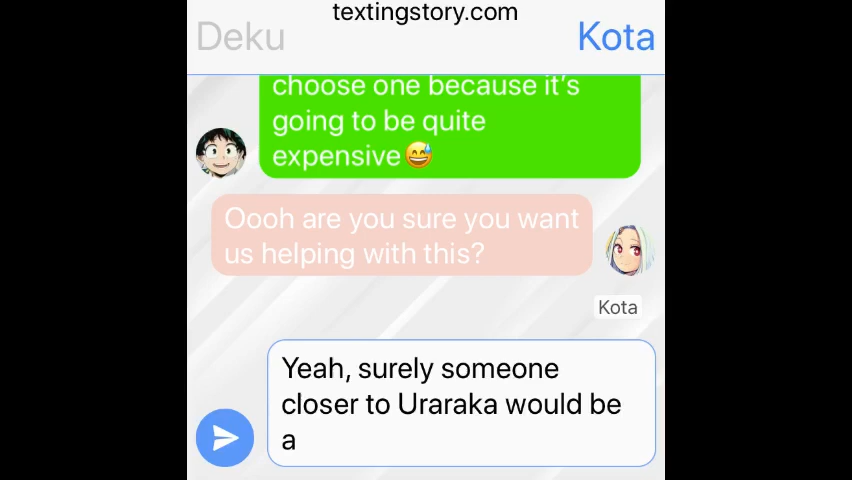 textingstory.com
Deku
Kota
choose one because it's
going to be quite
expensive😅
Oooh are you sure you want
us helping with this?
Kota
Yeah, surely someone
closer to Uraraka would be
a